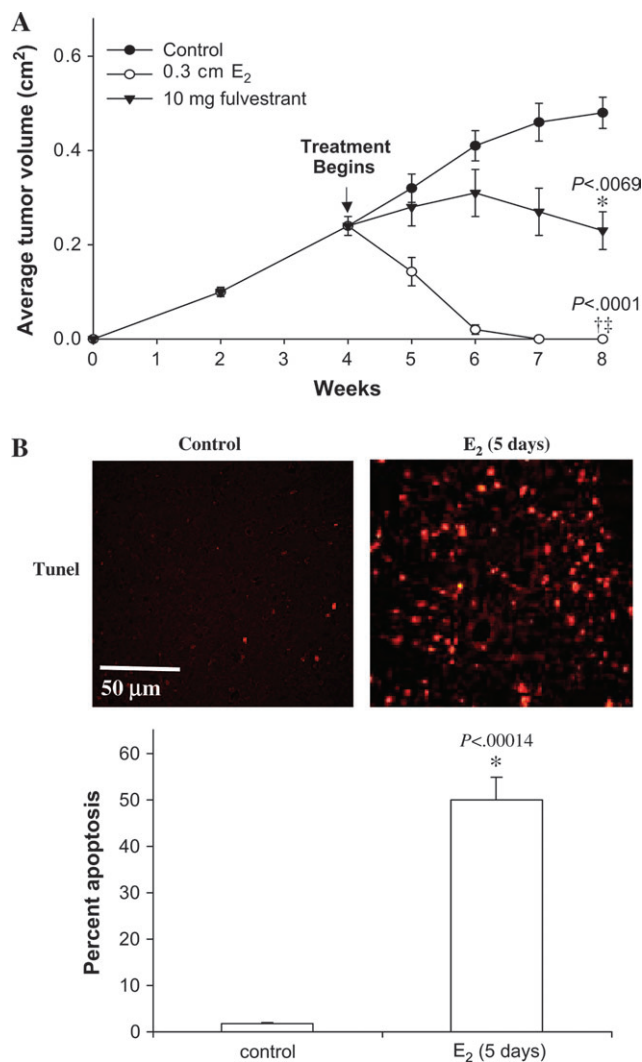 A
Average tumor volume (cm²)
0.6
0.4
0.2
0.0
Control
0.3 cm E₂
10 mg fulvestrant
Treatment
Begins
P<.0069
*
P<.0001
†‡
0 1 2 3 4 5 6 7 8
Weeks
B
Control
E₂ (5 days)
Tunel
50 μm
Percent apoptosis
60
50
40
30
20
10
0
P<.00014
*
control
E₂ (5 days)